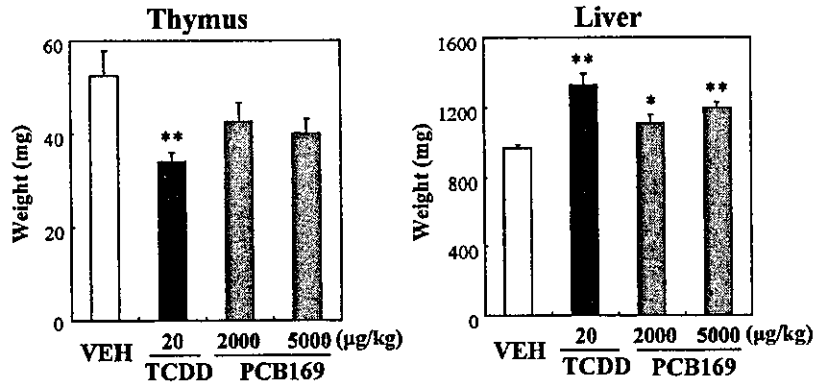 Thymus
60
40
20
0
Weight (mg)
**
VEH
20
2000
5000 (μg/kg)
TCDD
PCB169
Liver
1600
1200
800
400
0
Weight (mg)
**
*
**
VEH
20
2000
5000 (μg/kg)
TCDD
PCB169